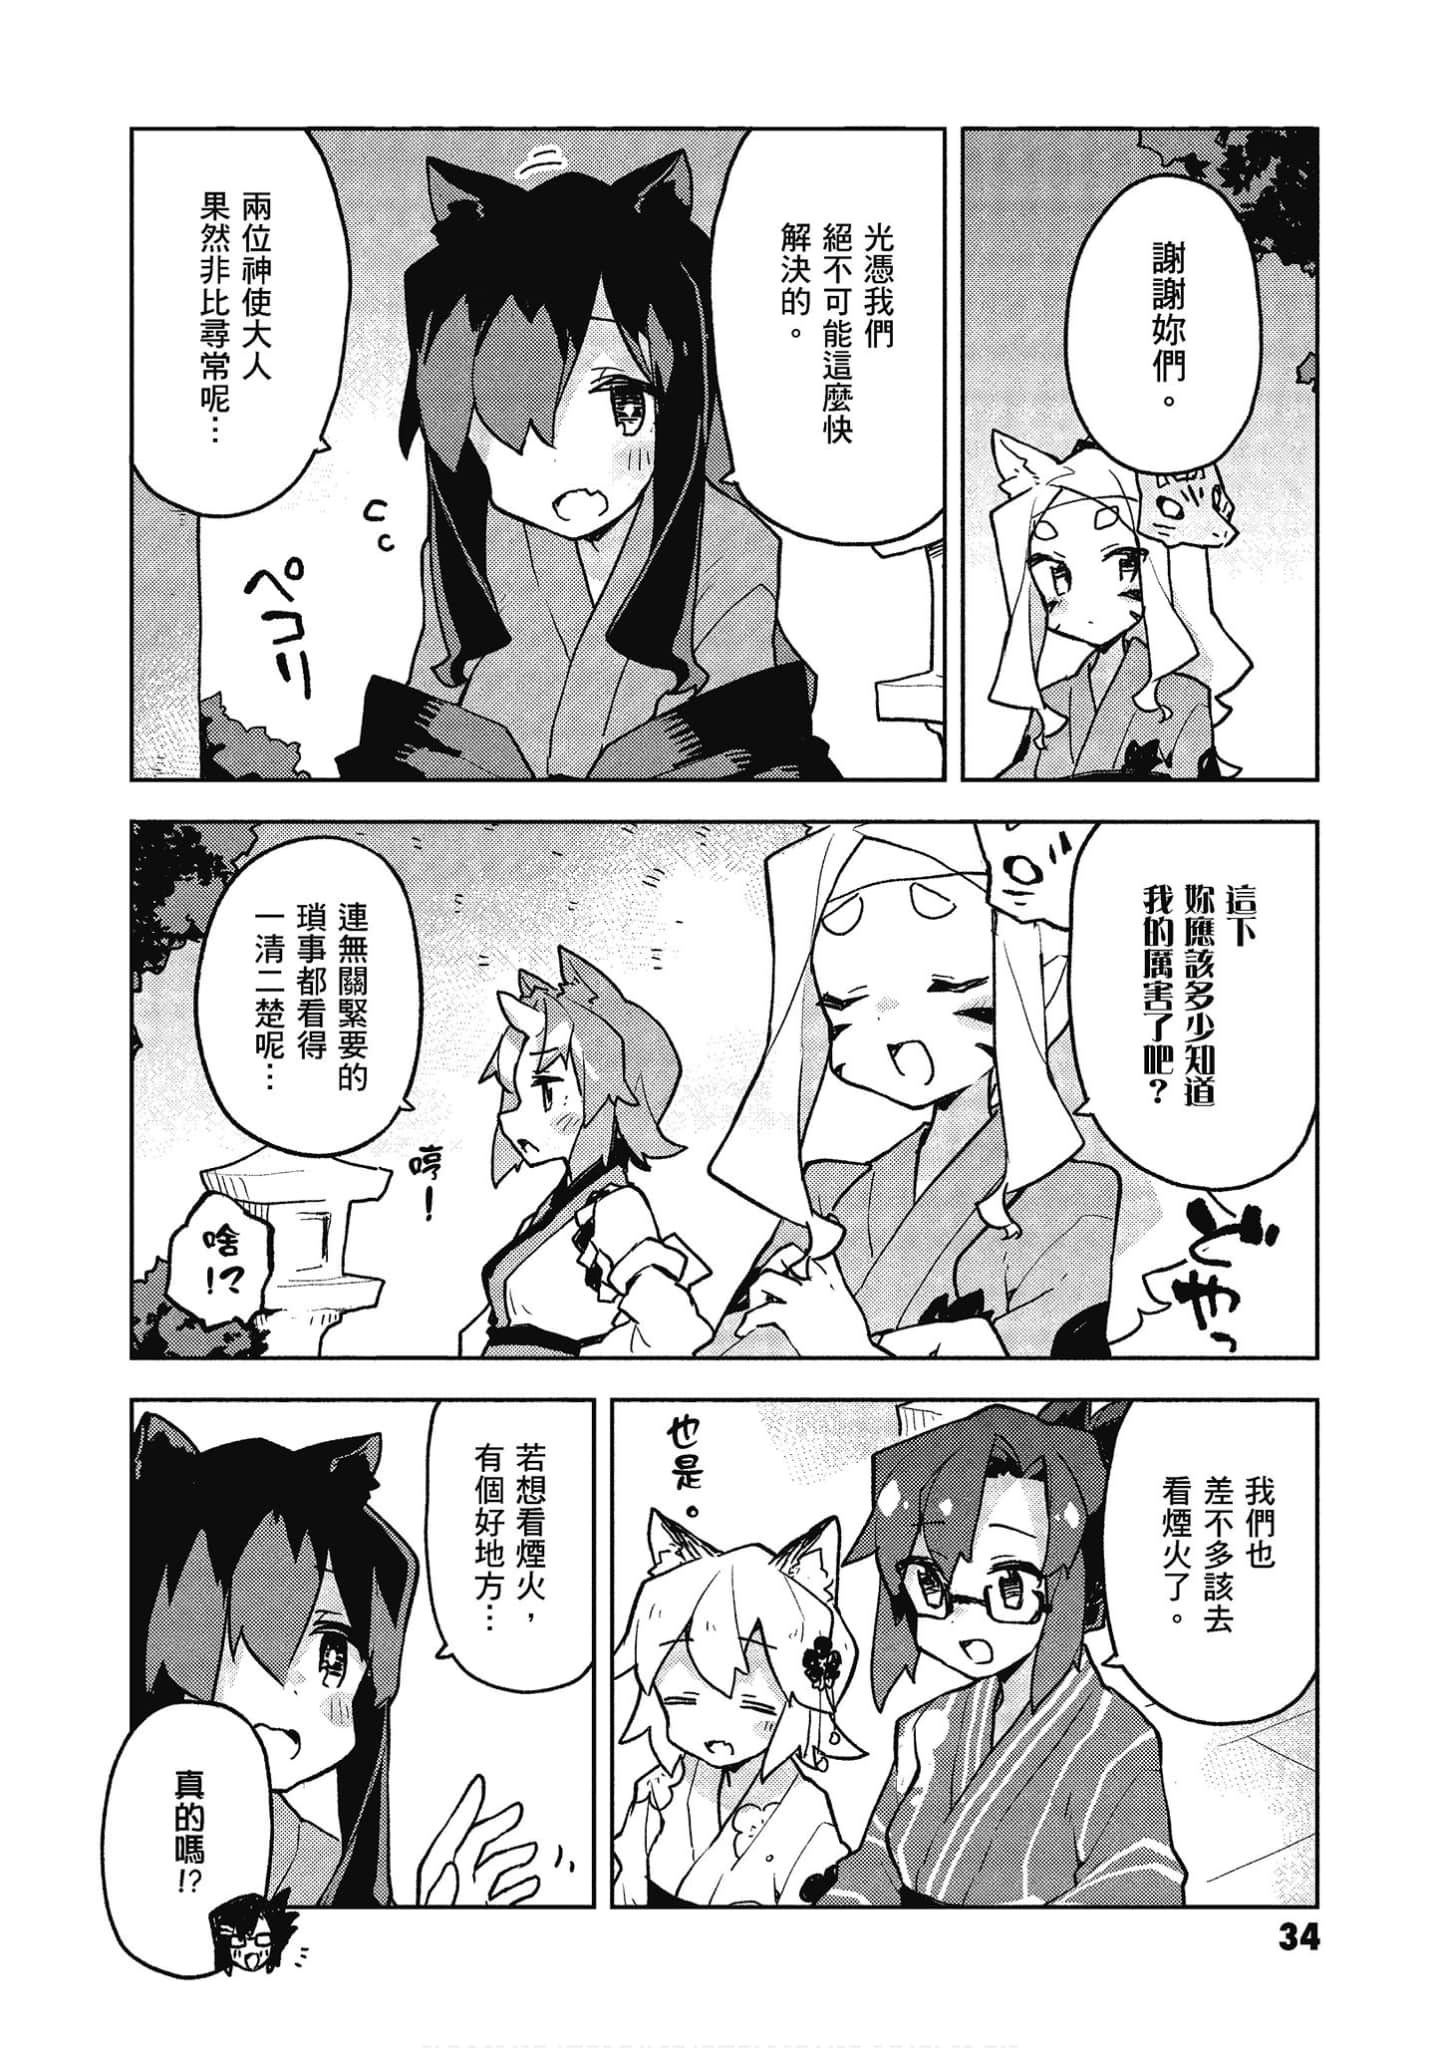 謝謝妳們。
光憑我們
絕不可能這麼快
解決的。
兩位神使大人
果然非比尋常呢…
ペコリ
這下
妳應該多少知道
我的厲害了吧?
どやっ
哼!
連無關緊要的
瑣事都看得
一清二楚呢…
啥!?
我們也
差不多該去
看煙火了。
也是。
若想看煙火,
有個好地方…
真的嗎!?
34